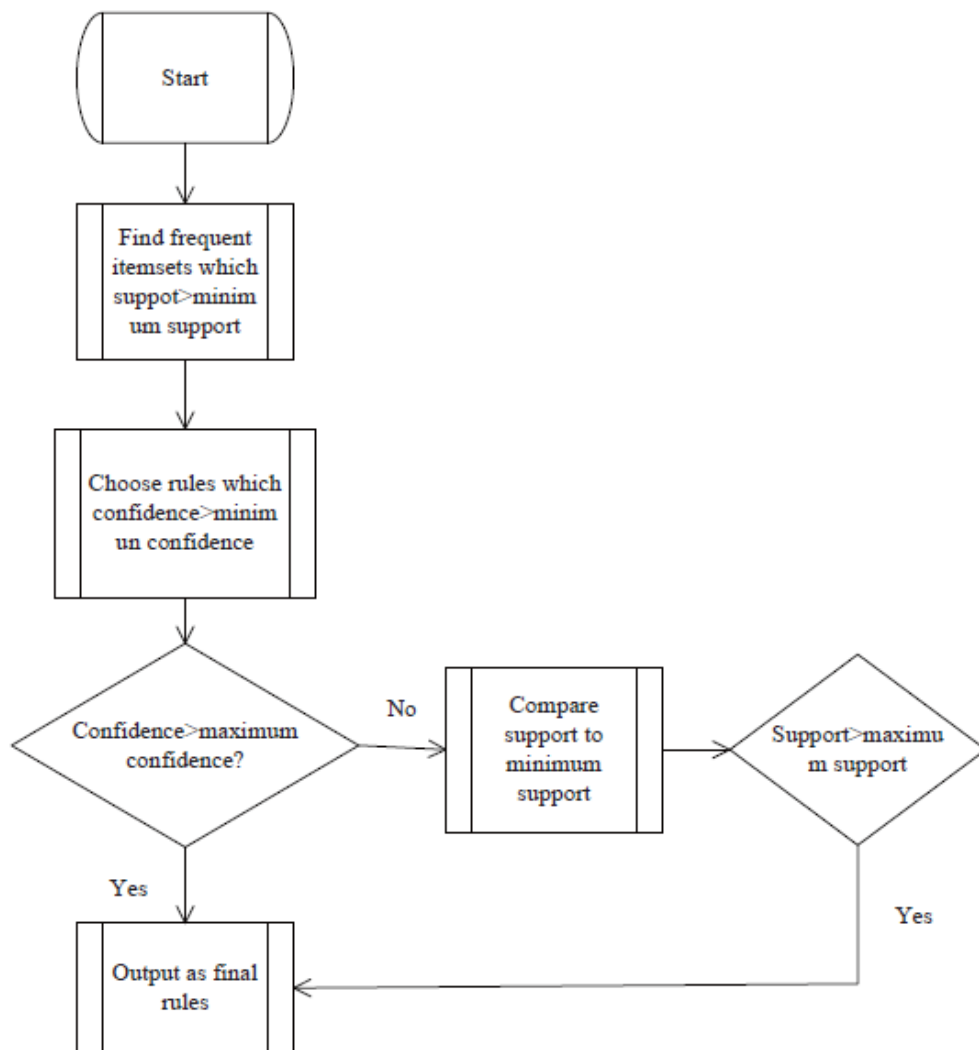 Start
Find frequent
itemsets which
suppot>minim
um support
Choose rules which
confidence>minim
un confidence
Confidence>maximum
confidence?
No
Compare
support to
minimum
support
Support>maximu
m support
Yes
Yes
Output as final
rules